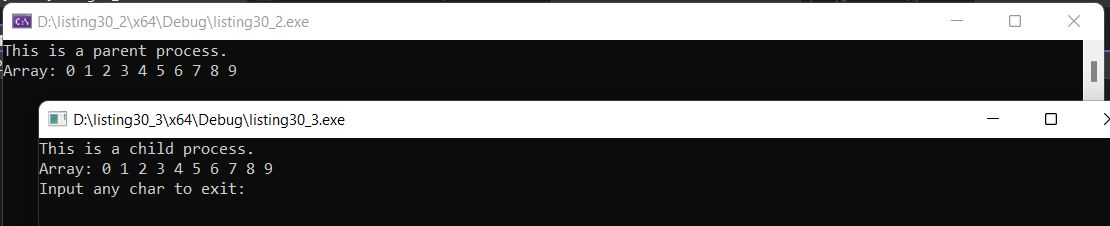 D:\listing30_2\x64\Debug\listing30_2.exe
This is a parent process.
Array: 0 1 2 3 4 5 6 7 8 9
D:\listing30_3\x64\Debug\listing30_3.exe
This is a child process.
Array: 0 1 2 3 4 5 6 7 8 9
Input any char to exit: